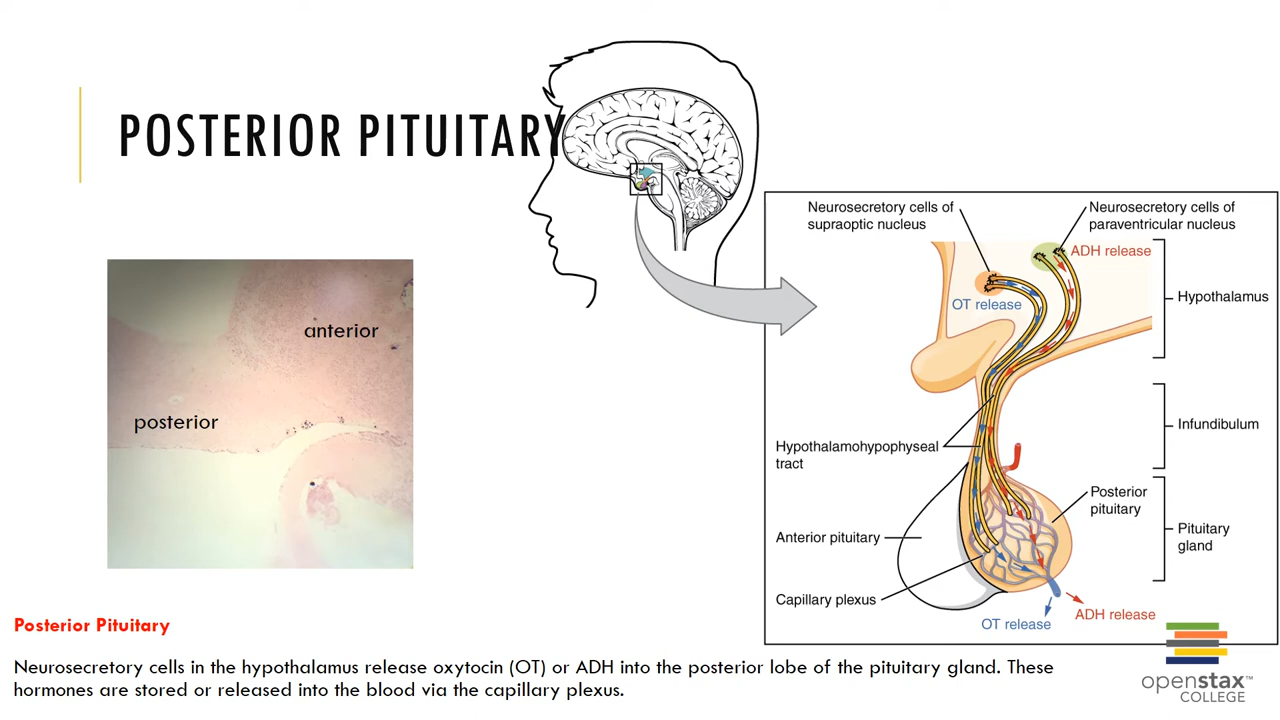 POSTERIOR PITUITARY
anterior
posterior
Neurosecretory cells of
supraoptic nucleus
Neurosecretory cells of
paraventricular nucleus
ADH release
OT release
Hypothalamus
Infundibulum
Hypothalamohypophyseal
tract
Posterior
pituitary
Pituitary
gland
Anterior pituitary
Capillary plexus
OT release
ADH release
Posterior Pituitary
Neurosecretory cells in the hypothalamus release oxytocin (OT) or ADH into the posterior lobe of the pituitary gland. These
hormones are stored or released into the blood via the capillary plexus.
openstax™
COLLEGE